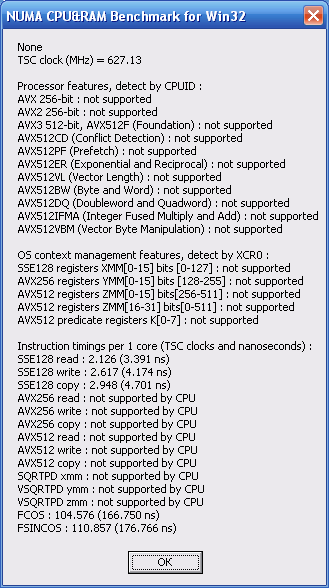 NUMA CPU&RAM Benchmark for Win32
None
TSC clock (MHz) = 627.13
Processor features, detect by CPUID :
AVX 256-bit : not supported
AVX2 256-bit : not supported
AVX3 512-bit, AVX512F (Foundation) : not supported
AVX512CD (Conflict Detection) : not supported
AVX512PF (Prefetch) : not supported
AVX512ER (Exponential and Reciprocal) : not supported
AVX512VL (Vector Length) : not supported
AVX512BW (Byte and Word) : not supported
AVX512DQ (Doubleword and Quadword) : not supported
AVX512IFMA (Integer Fused Multiply and Add) : not supported
AVX512VBM (Vector Byte Manipulation) : not supported
OS context management features, detect by XCR0 :
SSE128 registers XMM[0-15] bits [0-127] : not supported
AVX256 registers YMM[0-15] bits [128-255] : not supported
AVX512 registers ZMM[0-15] bits[256-511] : not supported
AVX512 registers ZMM[16-31] bits[0-511] : not supported
AVX512 predicate registers K[0-7] : not supported
Instruction timings per 1 core (TSC clocks and nanoseconds) :
SSE128 read : 2.126 (3.391 ns)
SSE128 write : 2.617 (4.174 ns)
SSE128 copy : 2.948 (4.701 ns)
AVX256 read : not supported by CPU
AVX256 write : not supported by CPU
AVX256 copy : not supported by CPU
AVX512 read : not supported by CPU
AVX512 write : not supported by CPU
AVX512 copy : not supported by CPU
SQRTPD xmm : not supported by CPU
VSQRTPD ymm : not supported by CPU
VSQRTPD zmm : not supported by CPU
FCOS : 104.576 (166.750 ns)
FSINCOS : 110.857 (176.766 ns)
OK